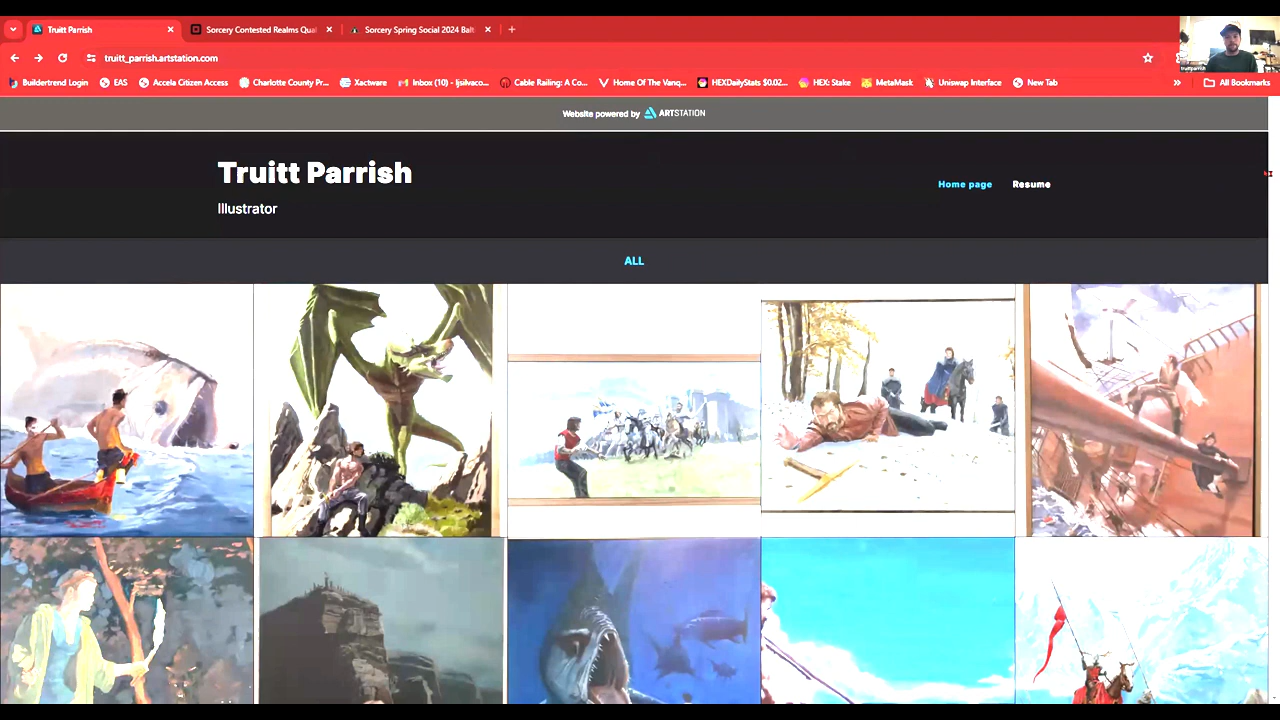 Truitt Parrish
Sorcery Contested Realms Qual
Sorcery Spring Social 2024 Balt
truitt_parrish.artstation.com
truittparrish
Buildertrend Login
EAS
Accela Citizen Access
Charlotte County Pr...
Xactware
Inbox (10) - ljsilvaco...
Cable Railing: A Co...
Home Of The Vanq...
HEXDailyStats $0.02...
HEX: Stake
MetaMask
Uniswap Interface
New Tab
»
All Bookmarks
Website powered by ARTSTATION
Truitt Parrish
Home page
Resume
Illustrator
ALL